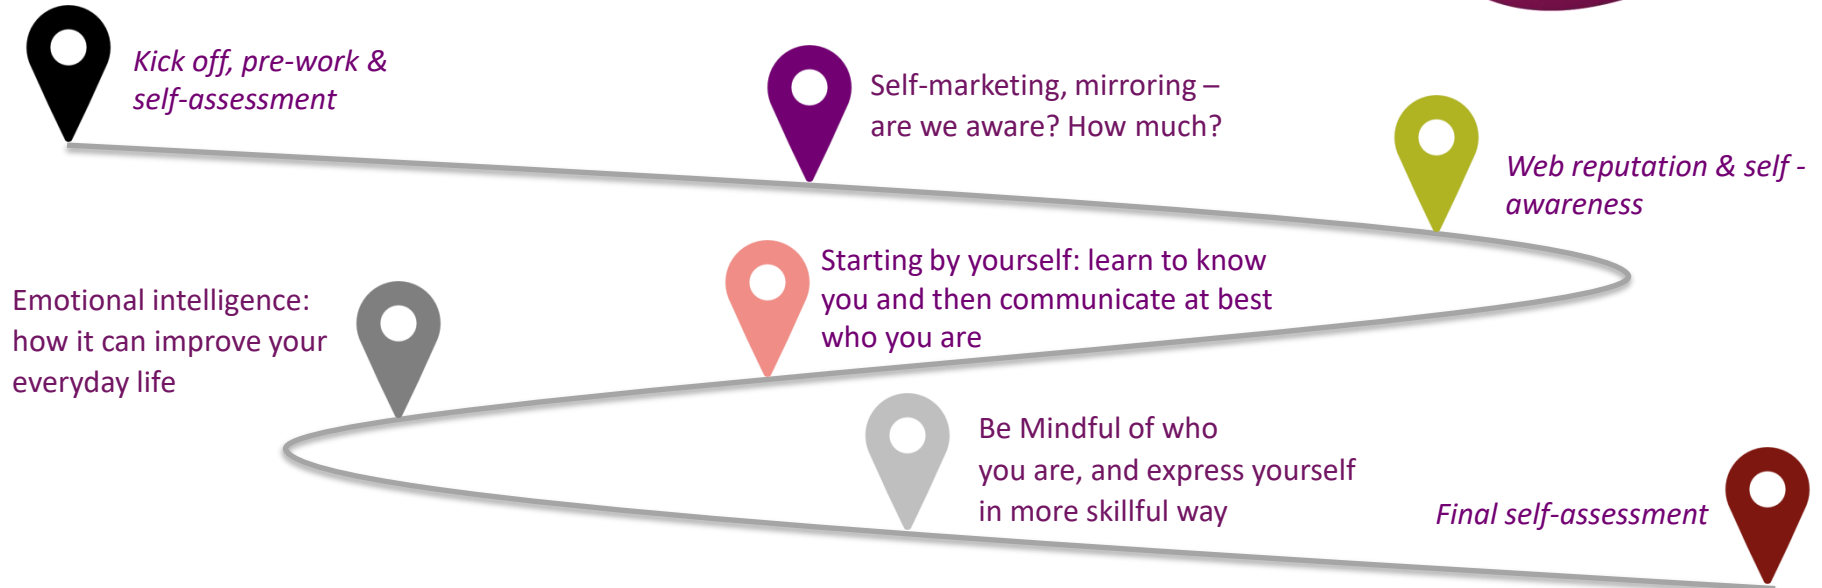 Kick off, pre-work &
self-assessment
Self-marketing, mirroring –
are we aware? How much?
Web reputation & self -
awareness
Starting by yourself: learn to know
you and then communicate at best
who you are
Emotional intelligence:
how it can improve your
everyday life
Be Mindful of who
you are, and express yourself
in more skillful way
Final self-assessment